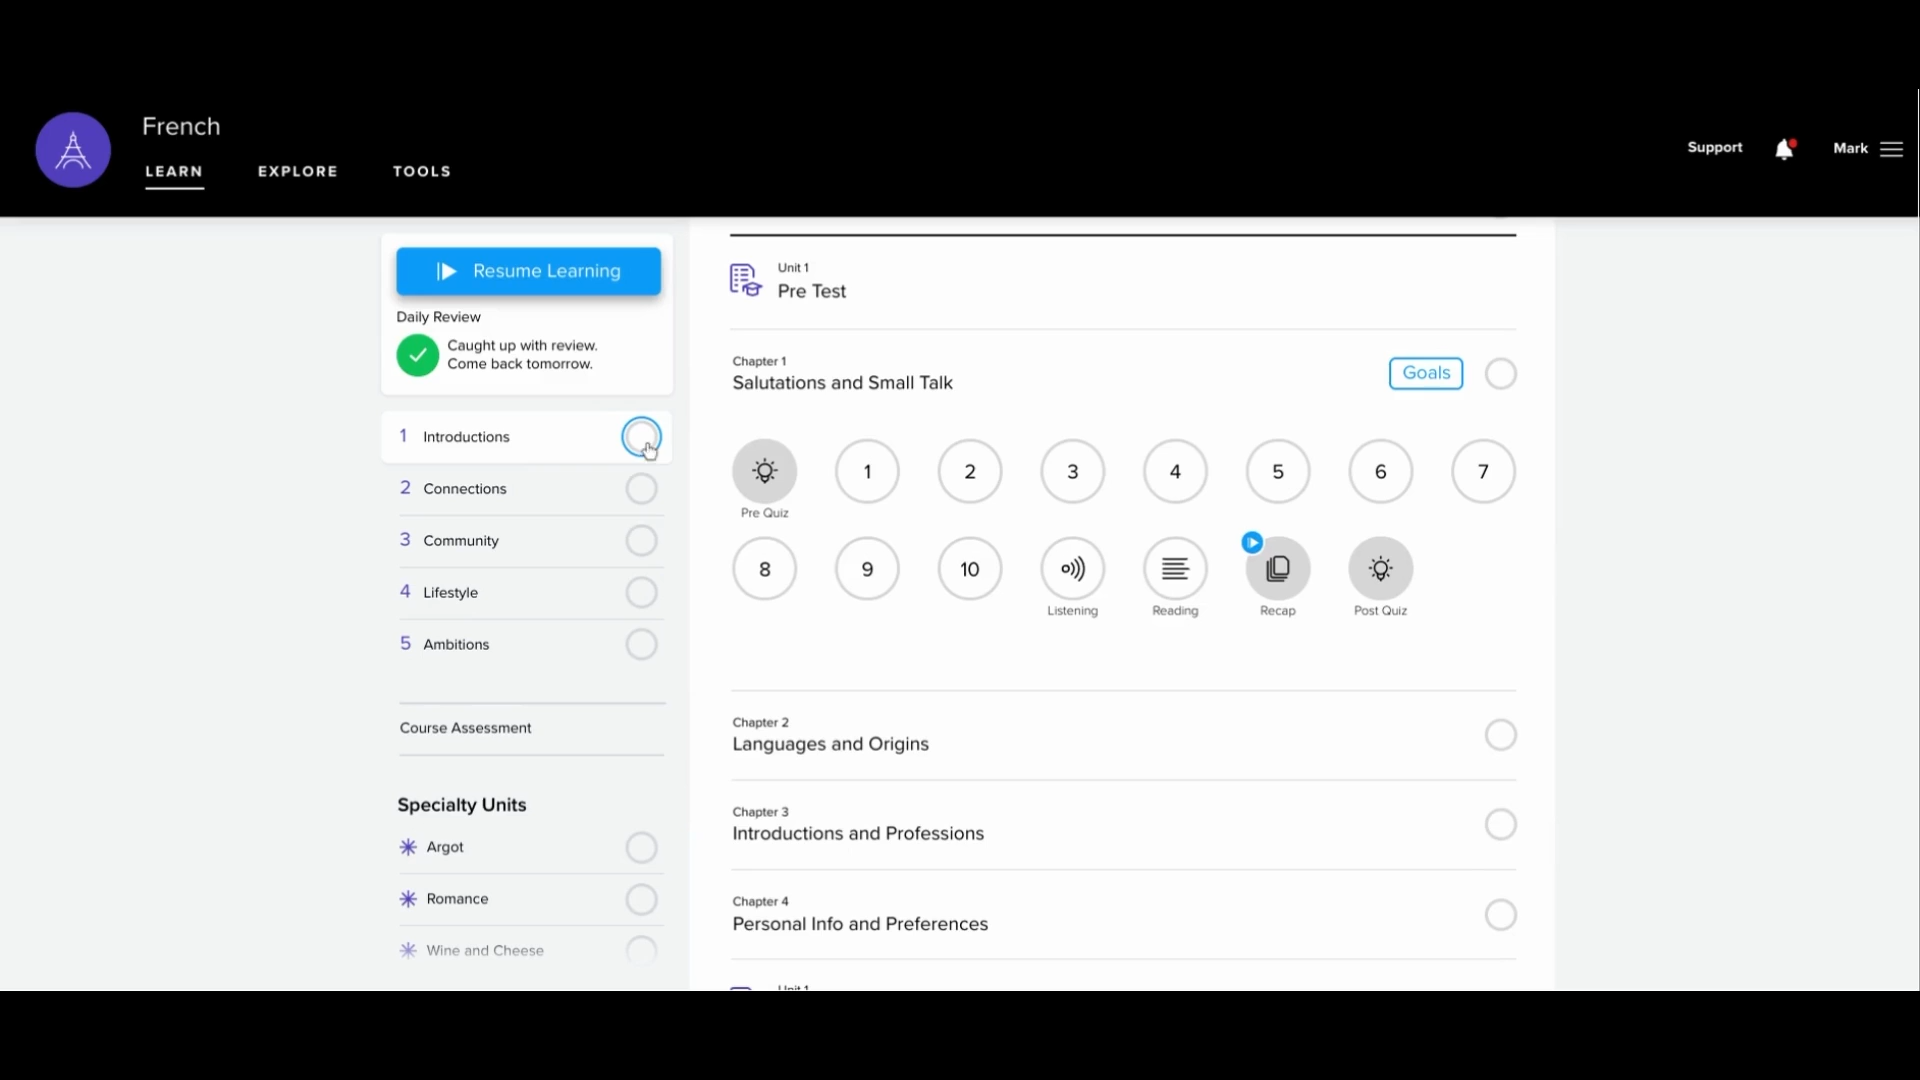 French
LEARN
EXPLORE
TOOLS
Support
Mark
Resume Learning
Daily Review
Caught up with review.
Come back tomorrow.
1 Introductions
2 Connections
3 Community
4 Lifestyle
5 Ambitions
Course Assessment
Specialty Units
Argot
Romance
Wine and Cheese
Unit 1
Pre Test
Chapter 1
Salutations and Small Talk
Goals
Pre Quiz
1
2
3
4
5
6
7
8
9
10
Listening
Reading
Recap
Post Quiz
Chapter 2
Languages and Origins
Chapter 3
Introductions and Professions
Chapter 4
Personal Info and Preferences
Unit 1